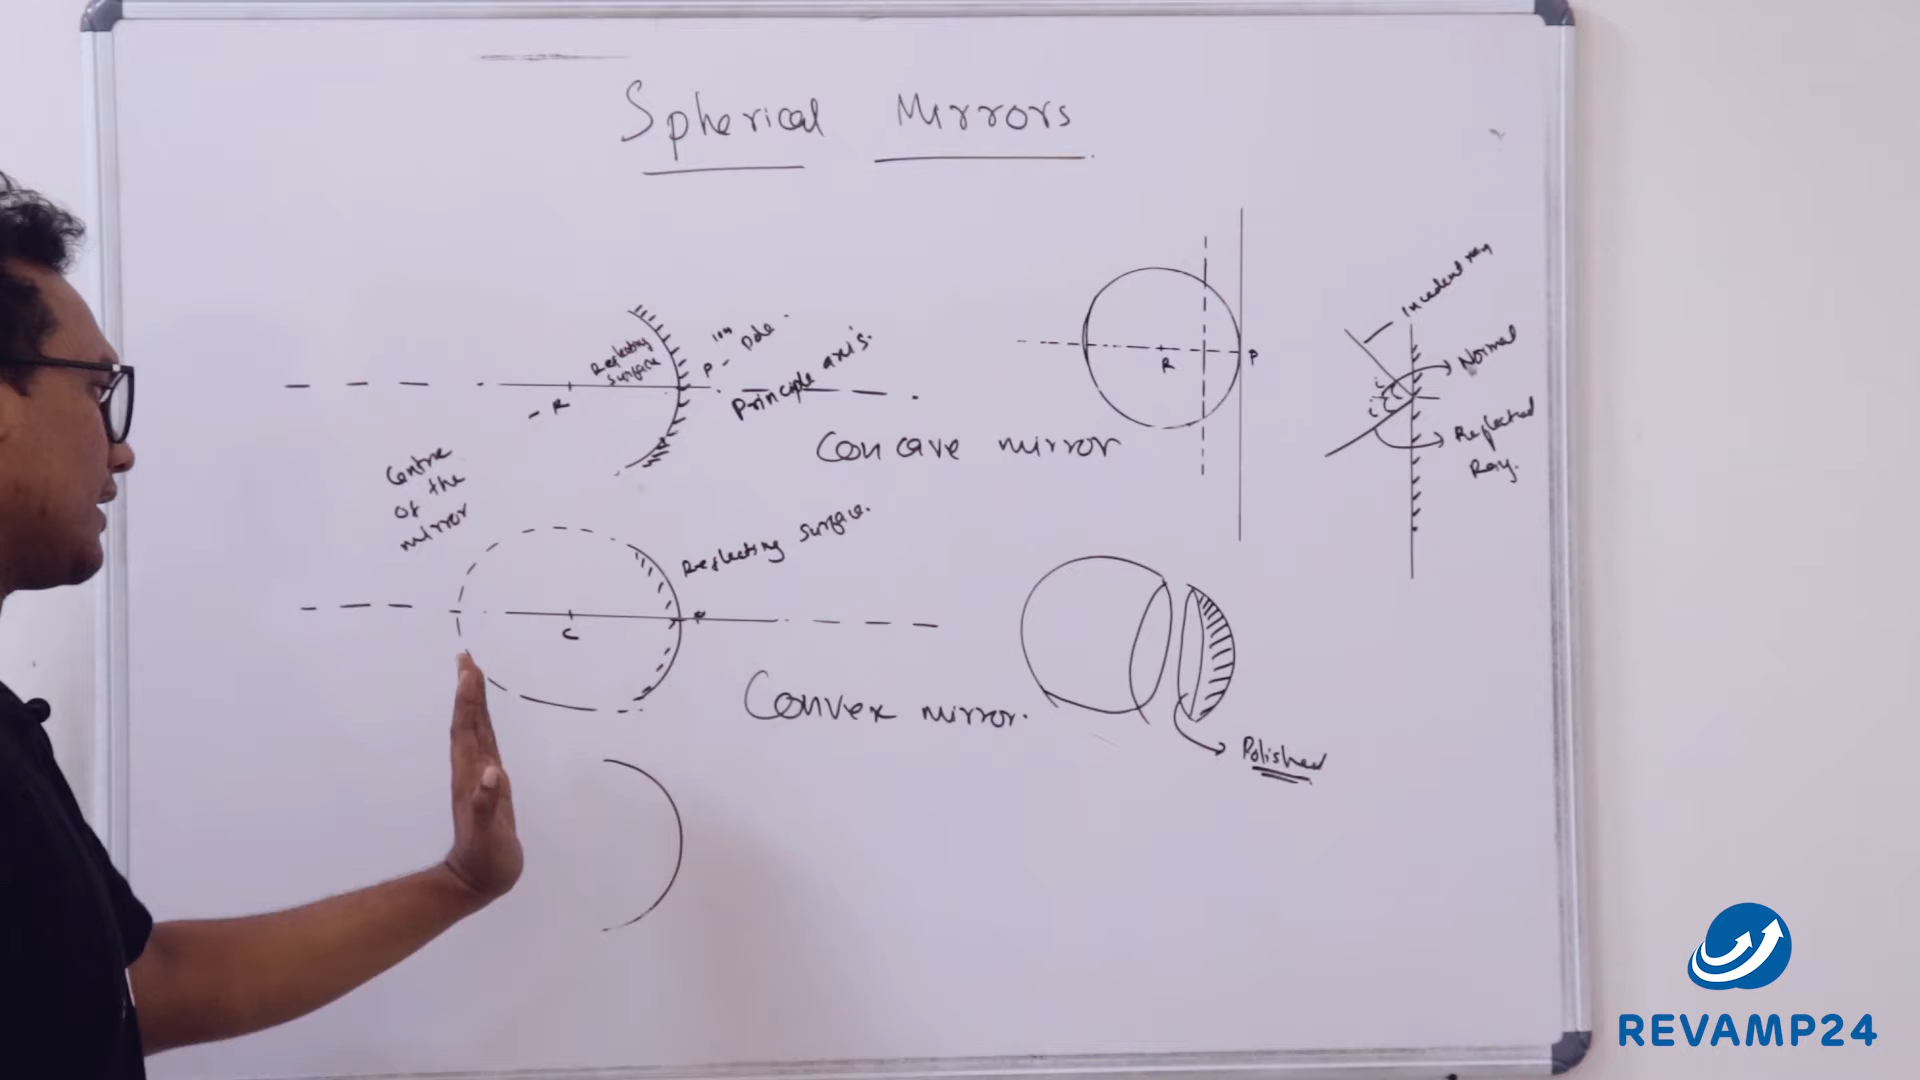 Spherical Mirrors
Reflecting
surface
P - Pole
Principle axis.
R
Concave mirror
R
P
Incident ray
Normal
i
i
Reflected
Ray.
Centre
of the
mirror
Reflecting surface.
C
P
Convex mirror.
Polished
REVAMP24